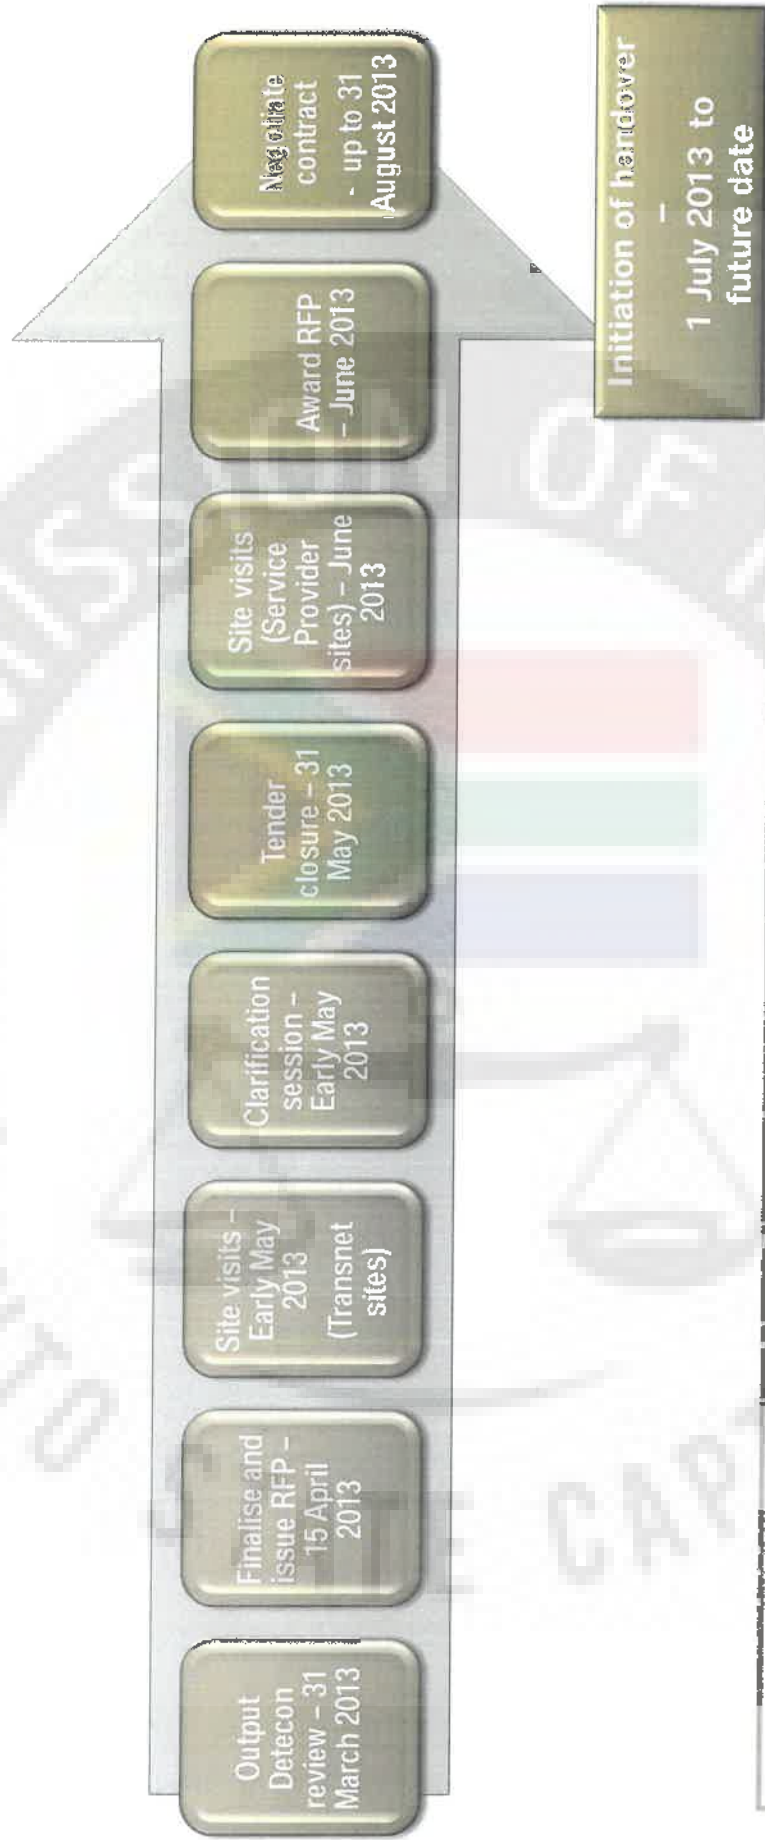 Output
Detecon
review – 31
March 2013
Finalise and
issue RFP –
15 April
2013
Site visits –
Early May
2013
(Transnet
sites)
Clarification
session –
Early May
2013
Tender
closure – 31
May 2013
Site visits
(Service
Provider
sites) – June
2013
Award RFP
– June 2013
Negotiate
contract
- up to 31
August 2013
Initiation of handover
–
1 July 2013 to
future date